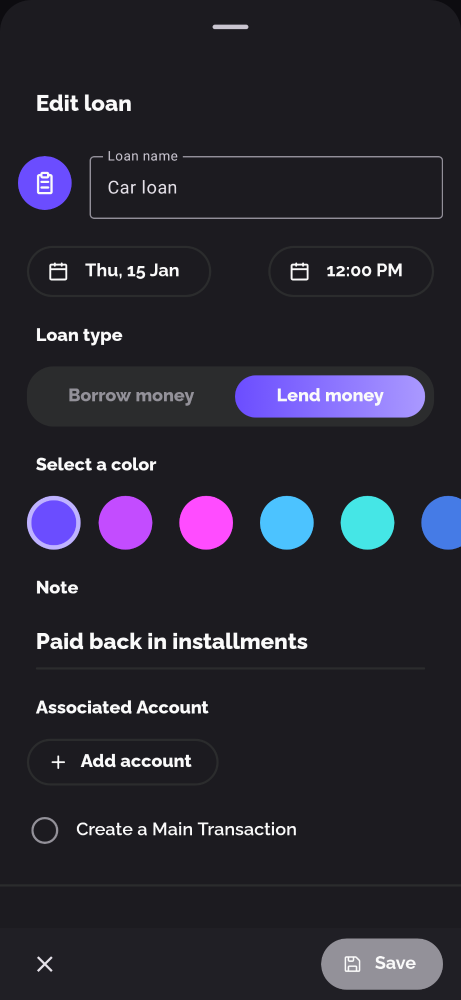 Edit loan
Loan name
Car loan
Thu, 15 Jan
12:00 PM
Loan type
Borrow money
Lend money
Select a color
Note
Paid back in installments
Associated Account
Add account
Create a Main Transaction
Save